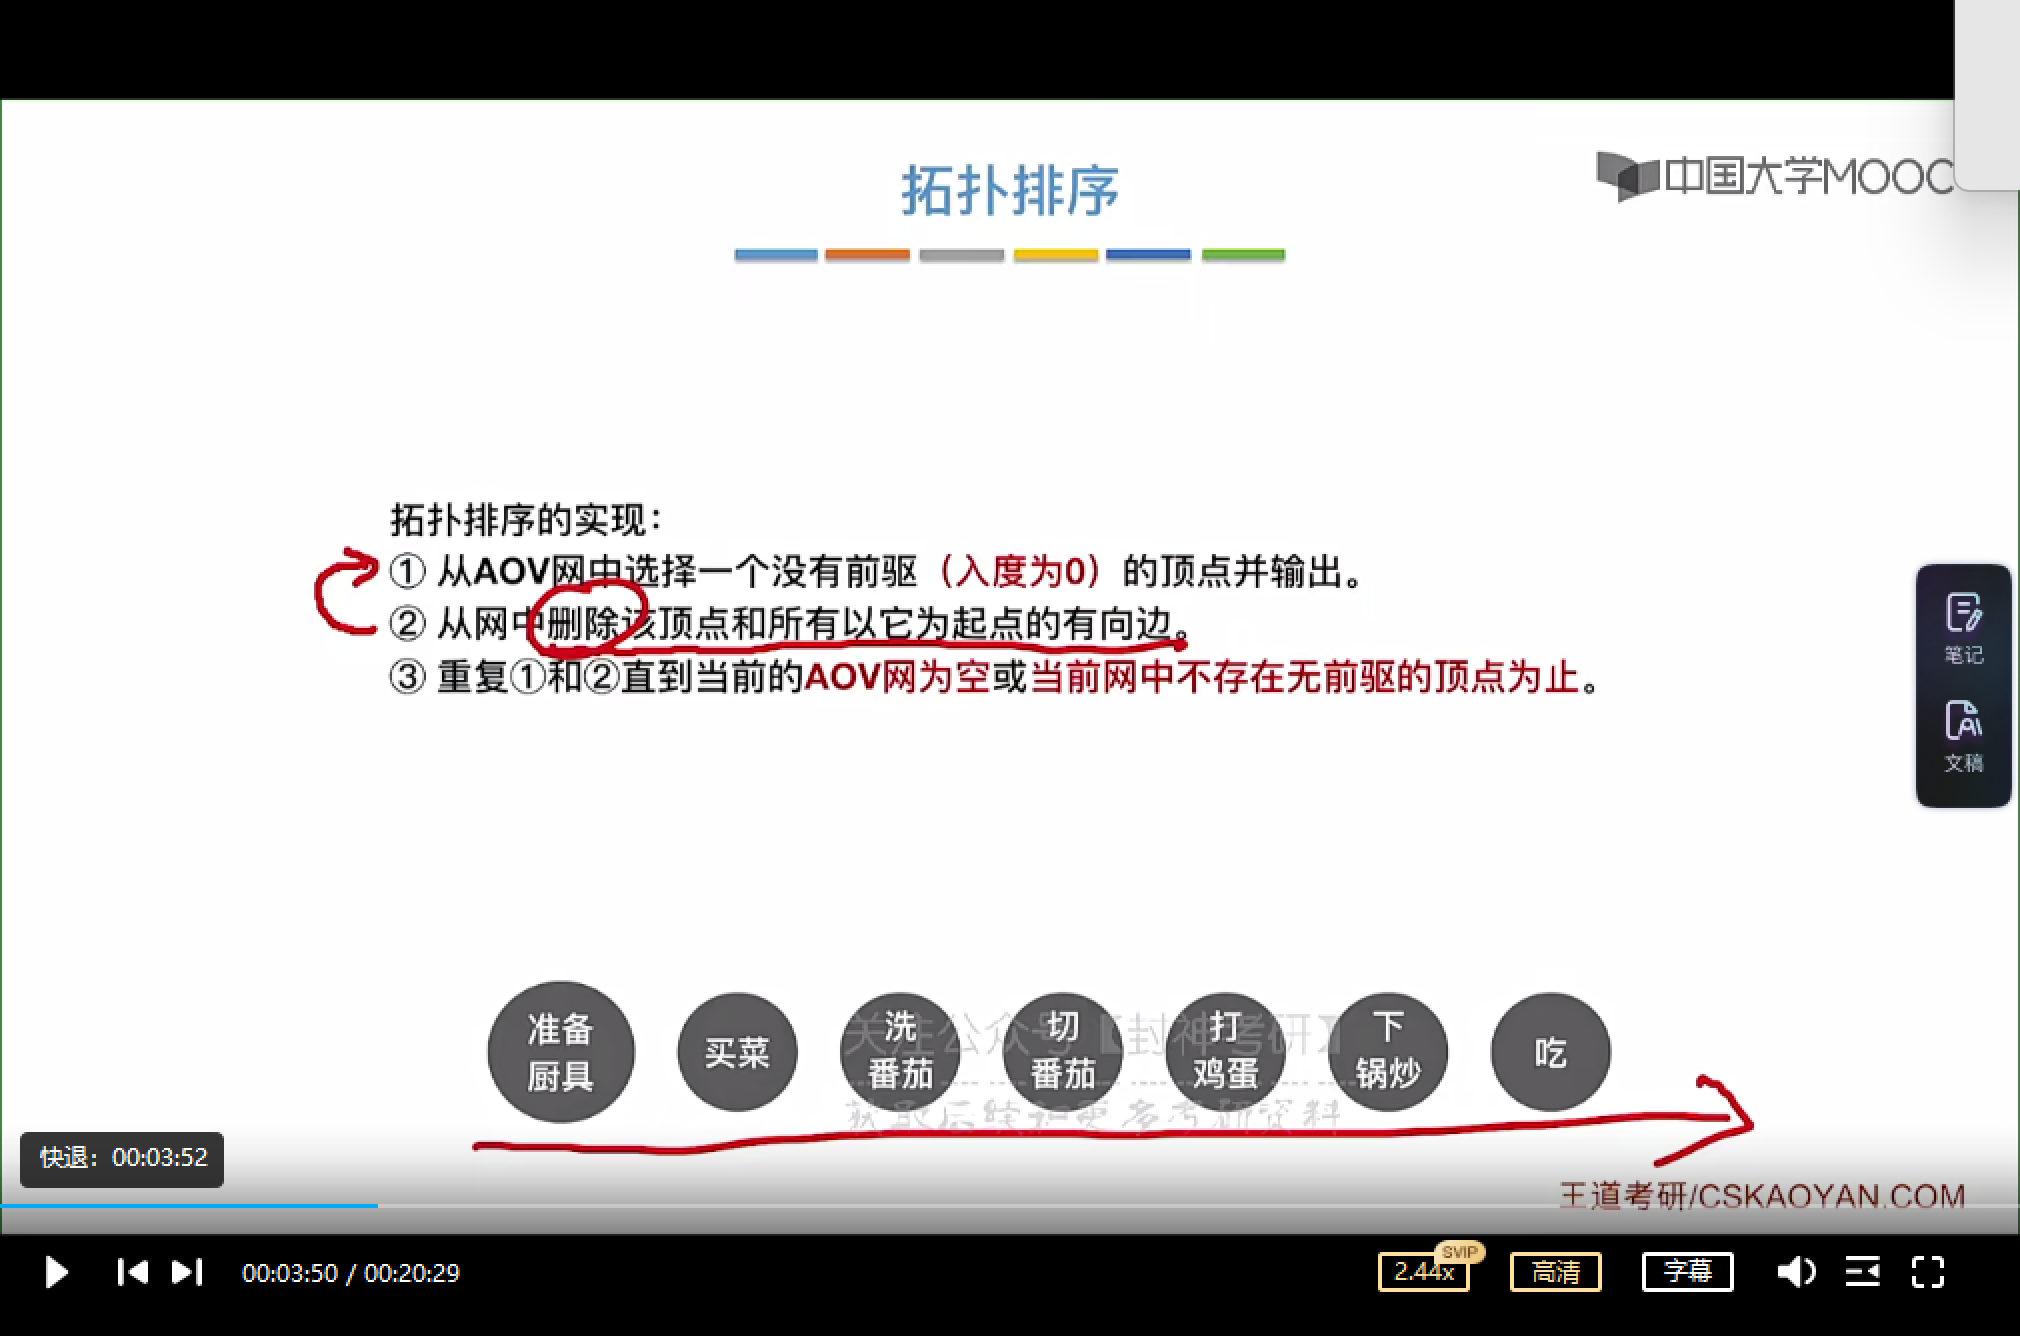 拓扑排序
中国大学MOOC
拓扑排序的实现：
① 从AOV网中选择一个没有前驱（入度为0）的顶点并输出。
② 从网中删除该顶点和所有以它为起点的有向边。
③ 重复①和②直到当前的AOV网为空或当前网中不存在无前驱的顶点为止。
笔记
文稿
准备
厨具
买菜
洗
番茄
切
番茄
打
鸡蛋
下
锅炒
吃
关注公众号【封神考研】
获取后续和更多考研资料
快退：00:03:52
王道考研/CSKAOYAN.COM
00:03:50 / 00:20:29
SVIP
2.44x
高清
字幕